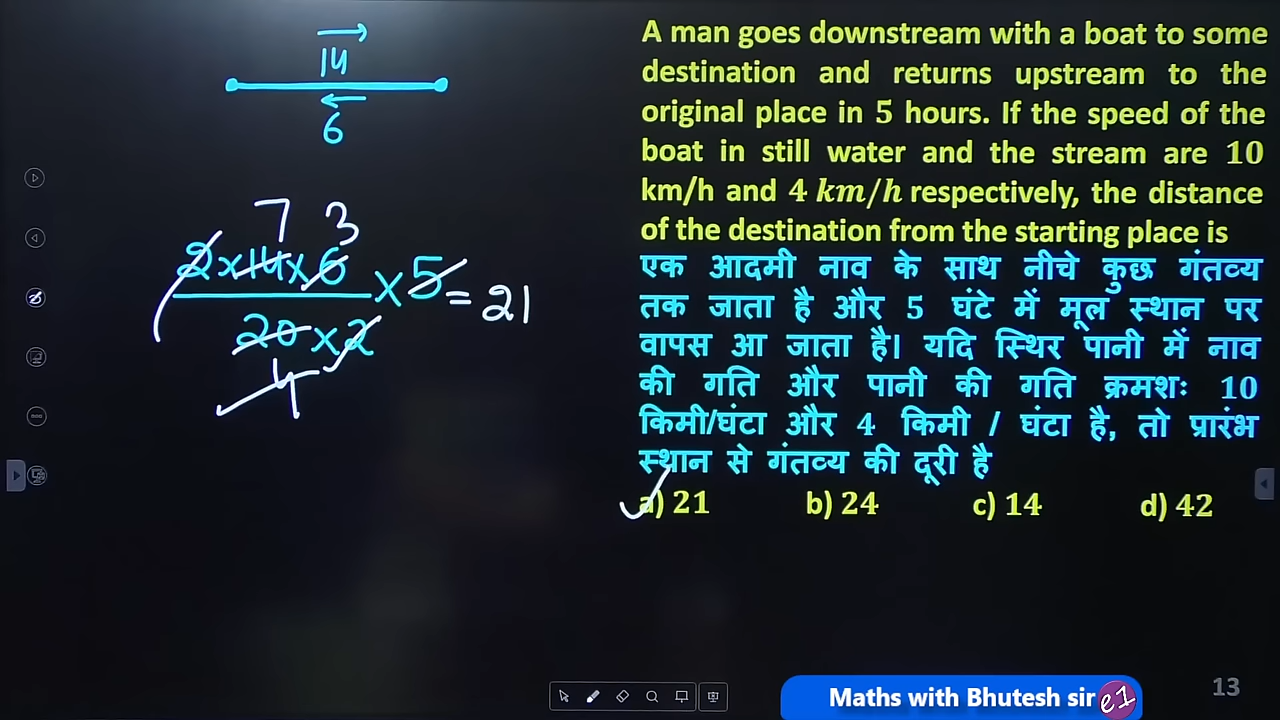 14
6
7 3
2×14×6 × 5 = 21
20×2
4
A man goes downstream with a boat to some
destination and returns upstream to the
original place in 5 hours. If the speed of the
boat in still water and the stream are 10
km/h and 4 km/h respectively, the distance
of the destination from the starting place is
एक आदमी नाव के साथ नीचे कुछ गंतव्य
तक जाता है और 5 घंटे में मूल स्थान पर
वापस आ जाता है। यदि स्थिर पानी में नाव
की गति और पानी की गति क्रमशः 10
किमी/घंटा और 4 किमी / घंटा है, तो प्रारंभ
स्थान से गंतव्य की दूरी है
a) 21 b) 24 c) 14 d) 42
13
Maths with Bhutesh sir e1